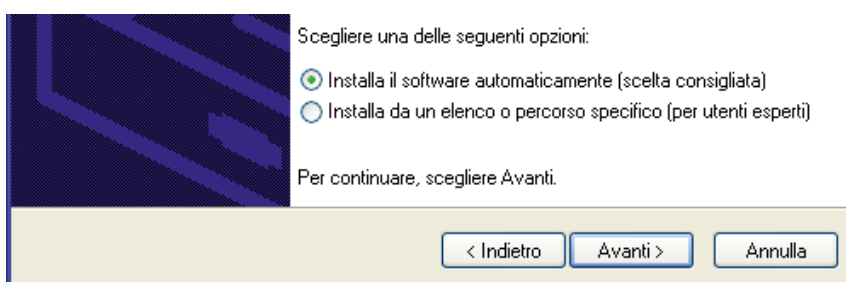 Scegliere una delle seguenti opzioni:
Installa il software automaticamente (scelta consigliata)
Installa da un elenco o percorso specifico (per utenti esperti)
Per continuare, scegliere Avanti.
< Indietro Avanti > Annulla